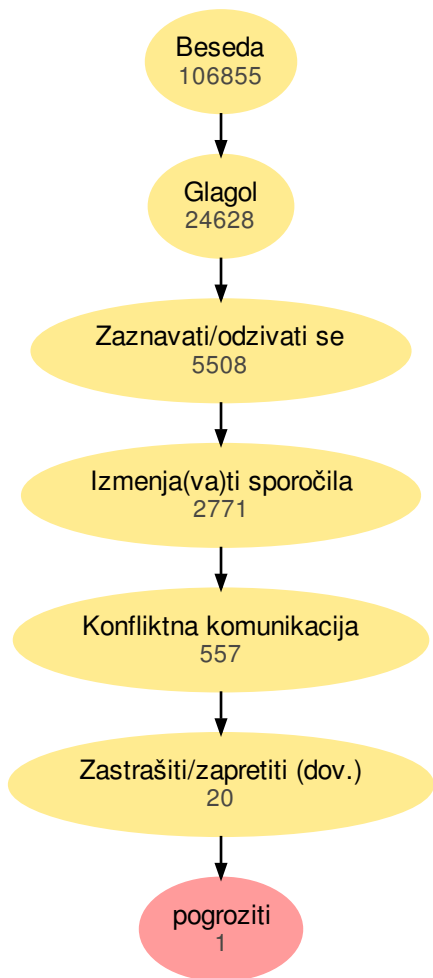 Beseda
106855
Glagol
24628
Zaznavati/odzivati se
5508
Izmenja(va)ti sporočila
2771
Konfliktna komunikacija
557
Zastrašiti/zapretiti (dov.)
20
pogroziti
1